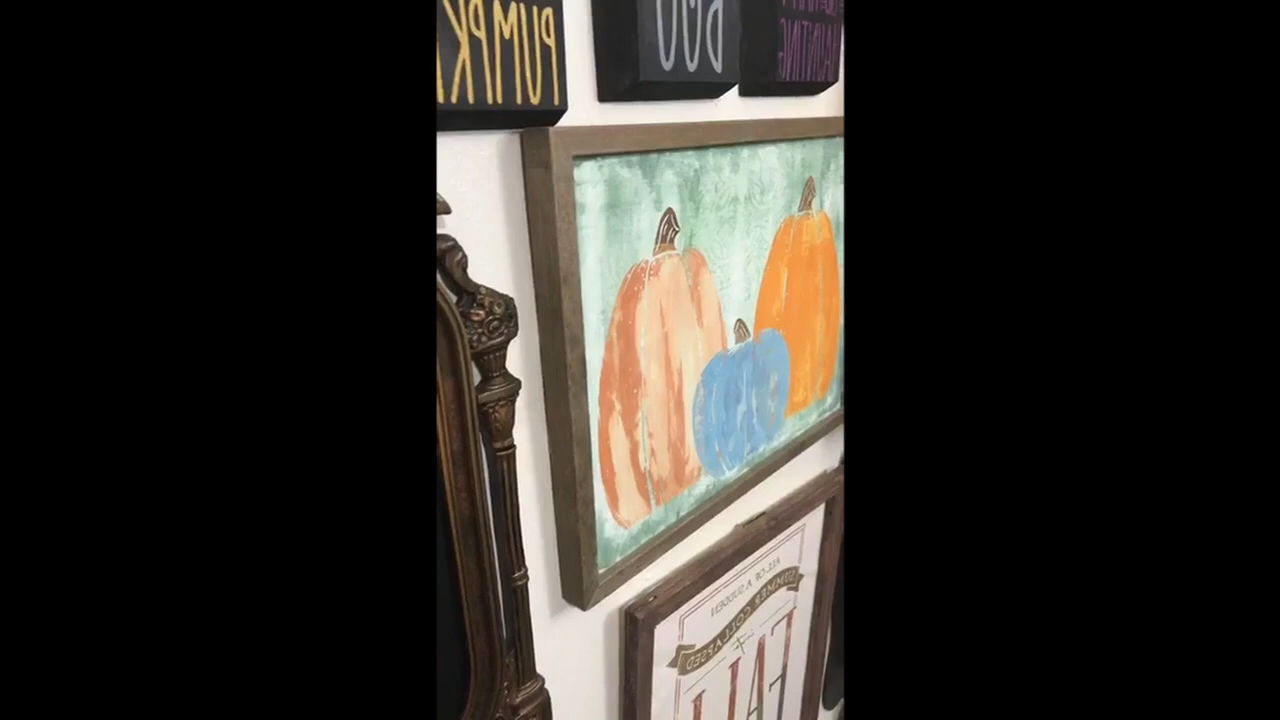 PUMPK
BOO
HAUNTING
ALL OF A SUDDEN
SUMMER COLLAPSED
into
FALL